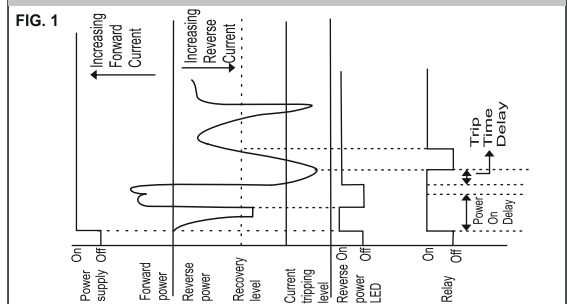 FIG. 1
Increasing
Forward
Current
Increasing
Reverse
Current
Trip
Time
Delay
Power
On
Delay
On
Off
On
Off
On
Off
Power
supply
Forward
power
Reverse
power
Recovery
level
Current
tripping
level
Reverse
power
LED
Relay